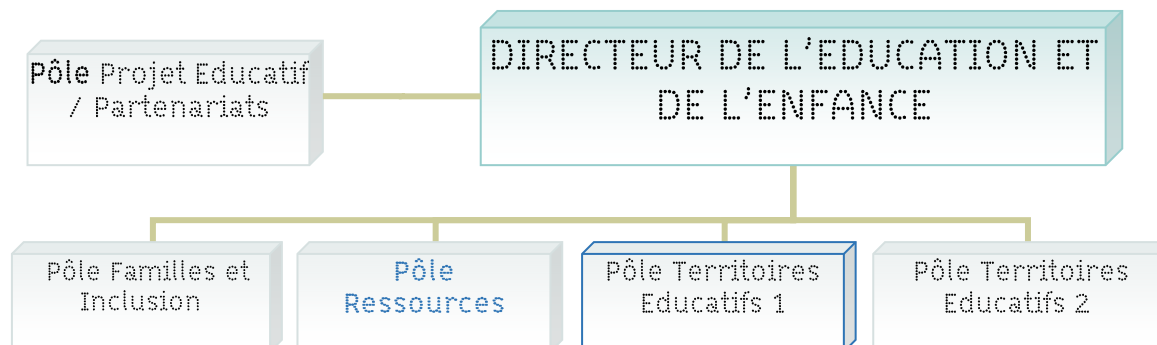 DIRECTEUR DE L'EDUCATION ET
DE L'ENFANCE
Pôle Projet Educatif
/ Partenariats
Pôle Familles et
Inclusion
Pôle
Ressources
Pôle Territoires
Educatifs 1
Pôle Territoires
Educatifs 2